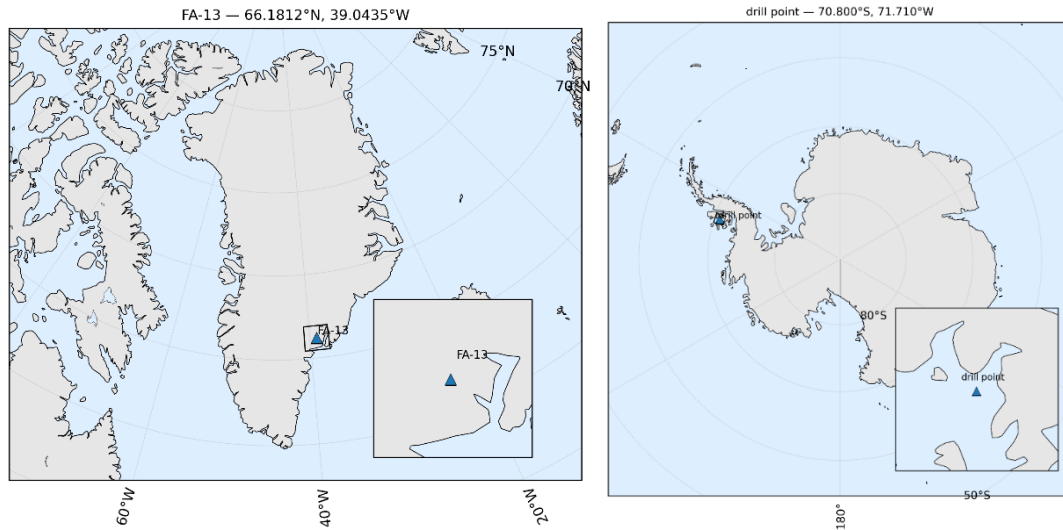 FA-13 — 66.1812°N, 39.0435°W
75°N
70°N
FA-13
FA-13
60°W
40°W
20°W
drill point — 70.800°S, 71.710°W
drill point
80°S
drill point
50°S
180°